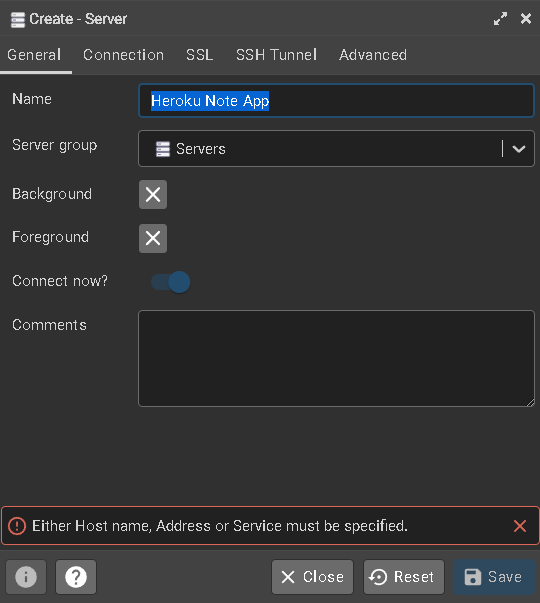 Create - Server
General Connection SSL SSH Tunnel Advanced
Name Heroku Note App
Server group Servers
Background
Foreground
Connect now?
Comments
Either Host name, Address or Service must be specified.
Close Reset Save